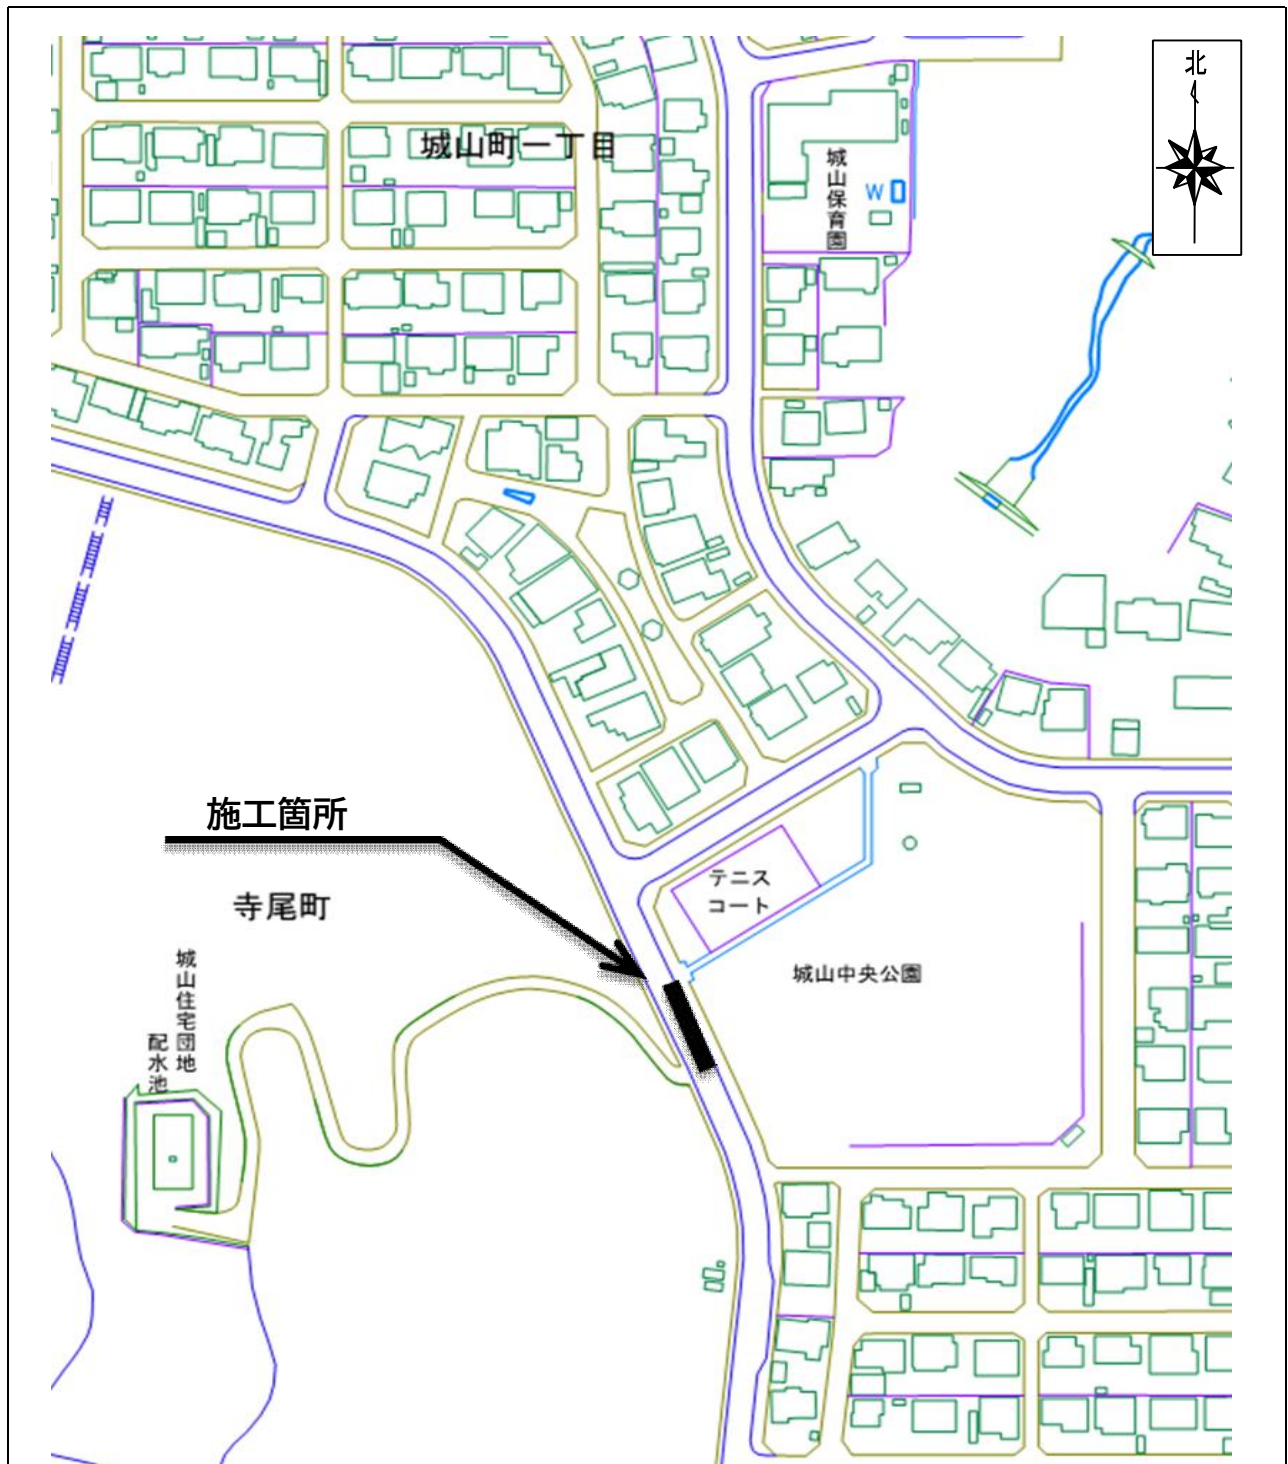 北
城山町一丁目
城山保育園
W
施工箇所
テニス
コート
寺尾町
城山中央公園
城山住宅団地
配水池